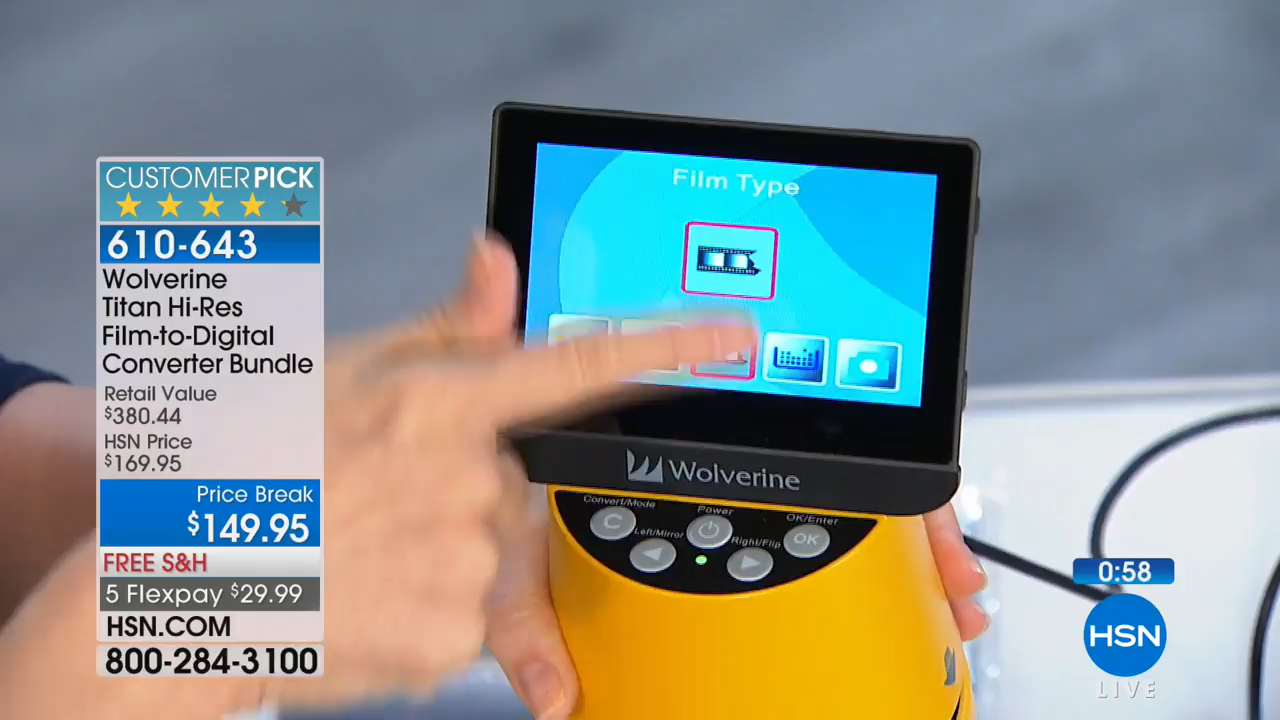 CUSTOMER PICK
610-643
Wolverine
Titan Hi-Res
Film-to-Digital
Converter Bundle
Retail Value
$380.44
HSN Price
$169.95
Price Break
$149.95
FREE S&H
5 Flexpay $29.99
HSN.COM
800-284-3100
Film Type
Wolverine
Convert/Mode
Power
OK/Enter
C
OK
Left/Mirror
Right/Flip
0:58
HSN
LIVE